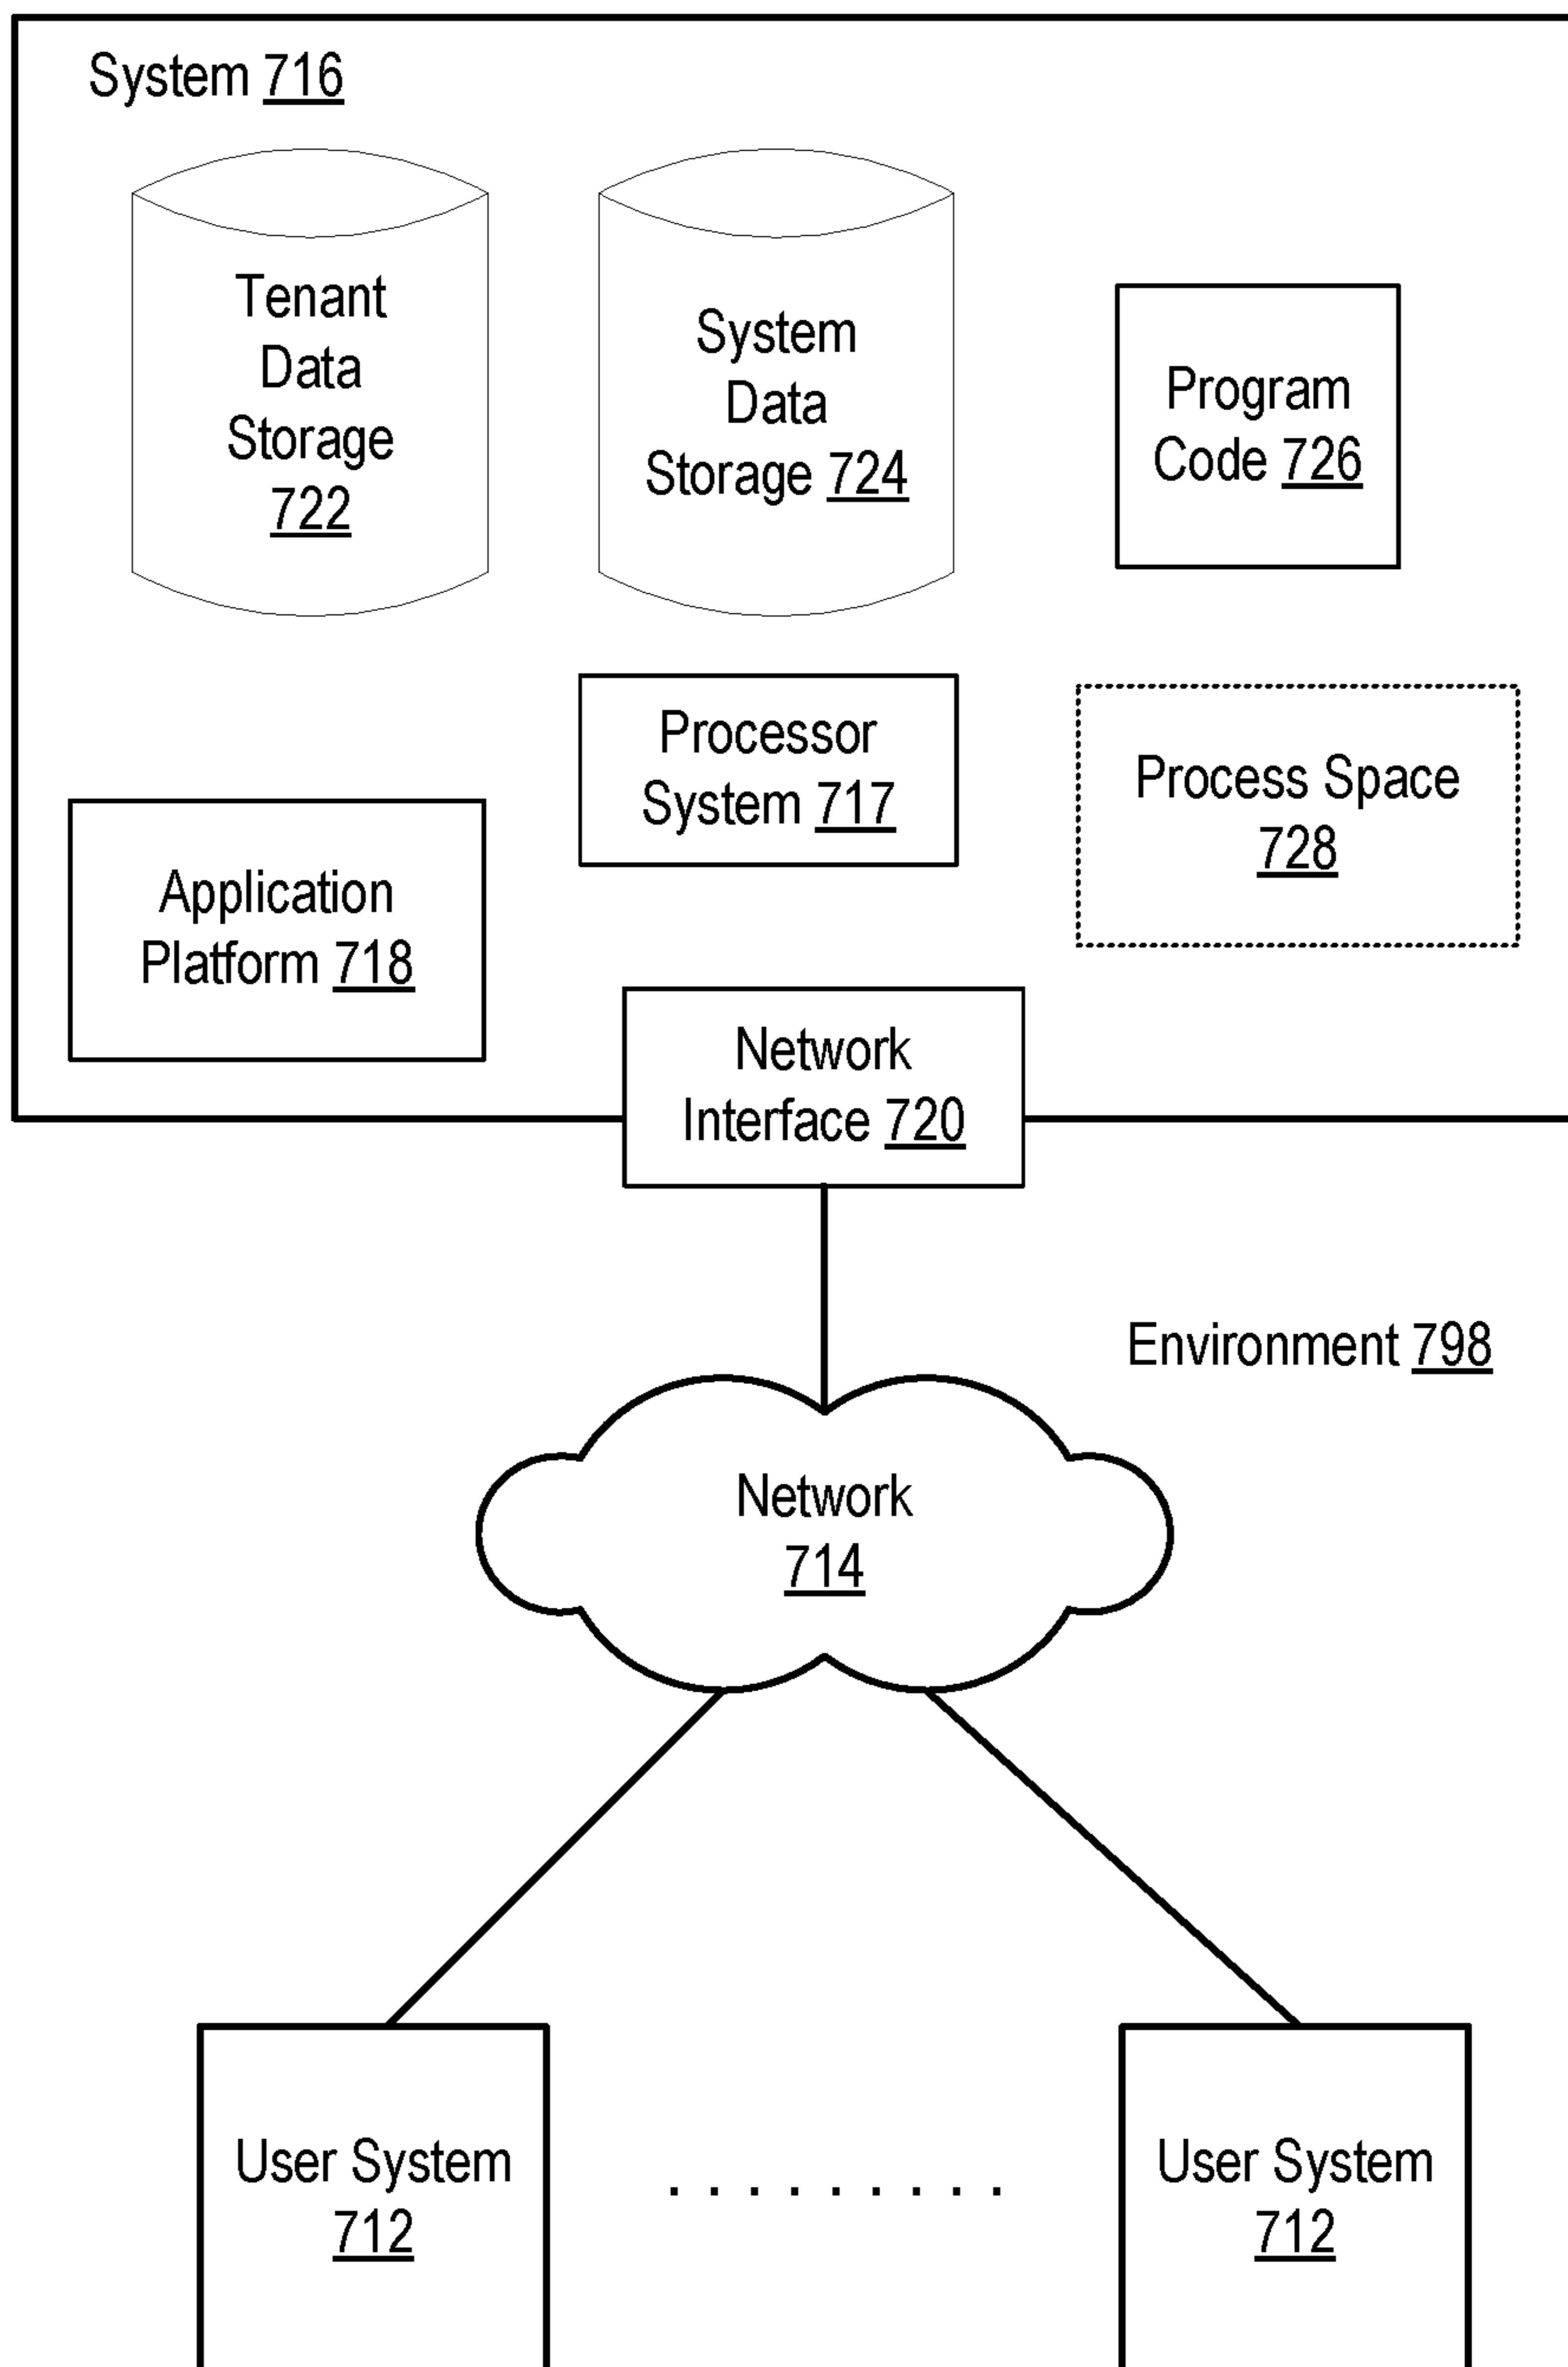 System 716
Tenant
Data
Storage
722
System
Data
Storage 724
Program
Code 726
Processor
System 717
Process Space
728
Application
Platform 718
Network
Interface 720
Environment 798
Network
714
User System
712
User System
712